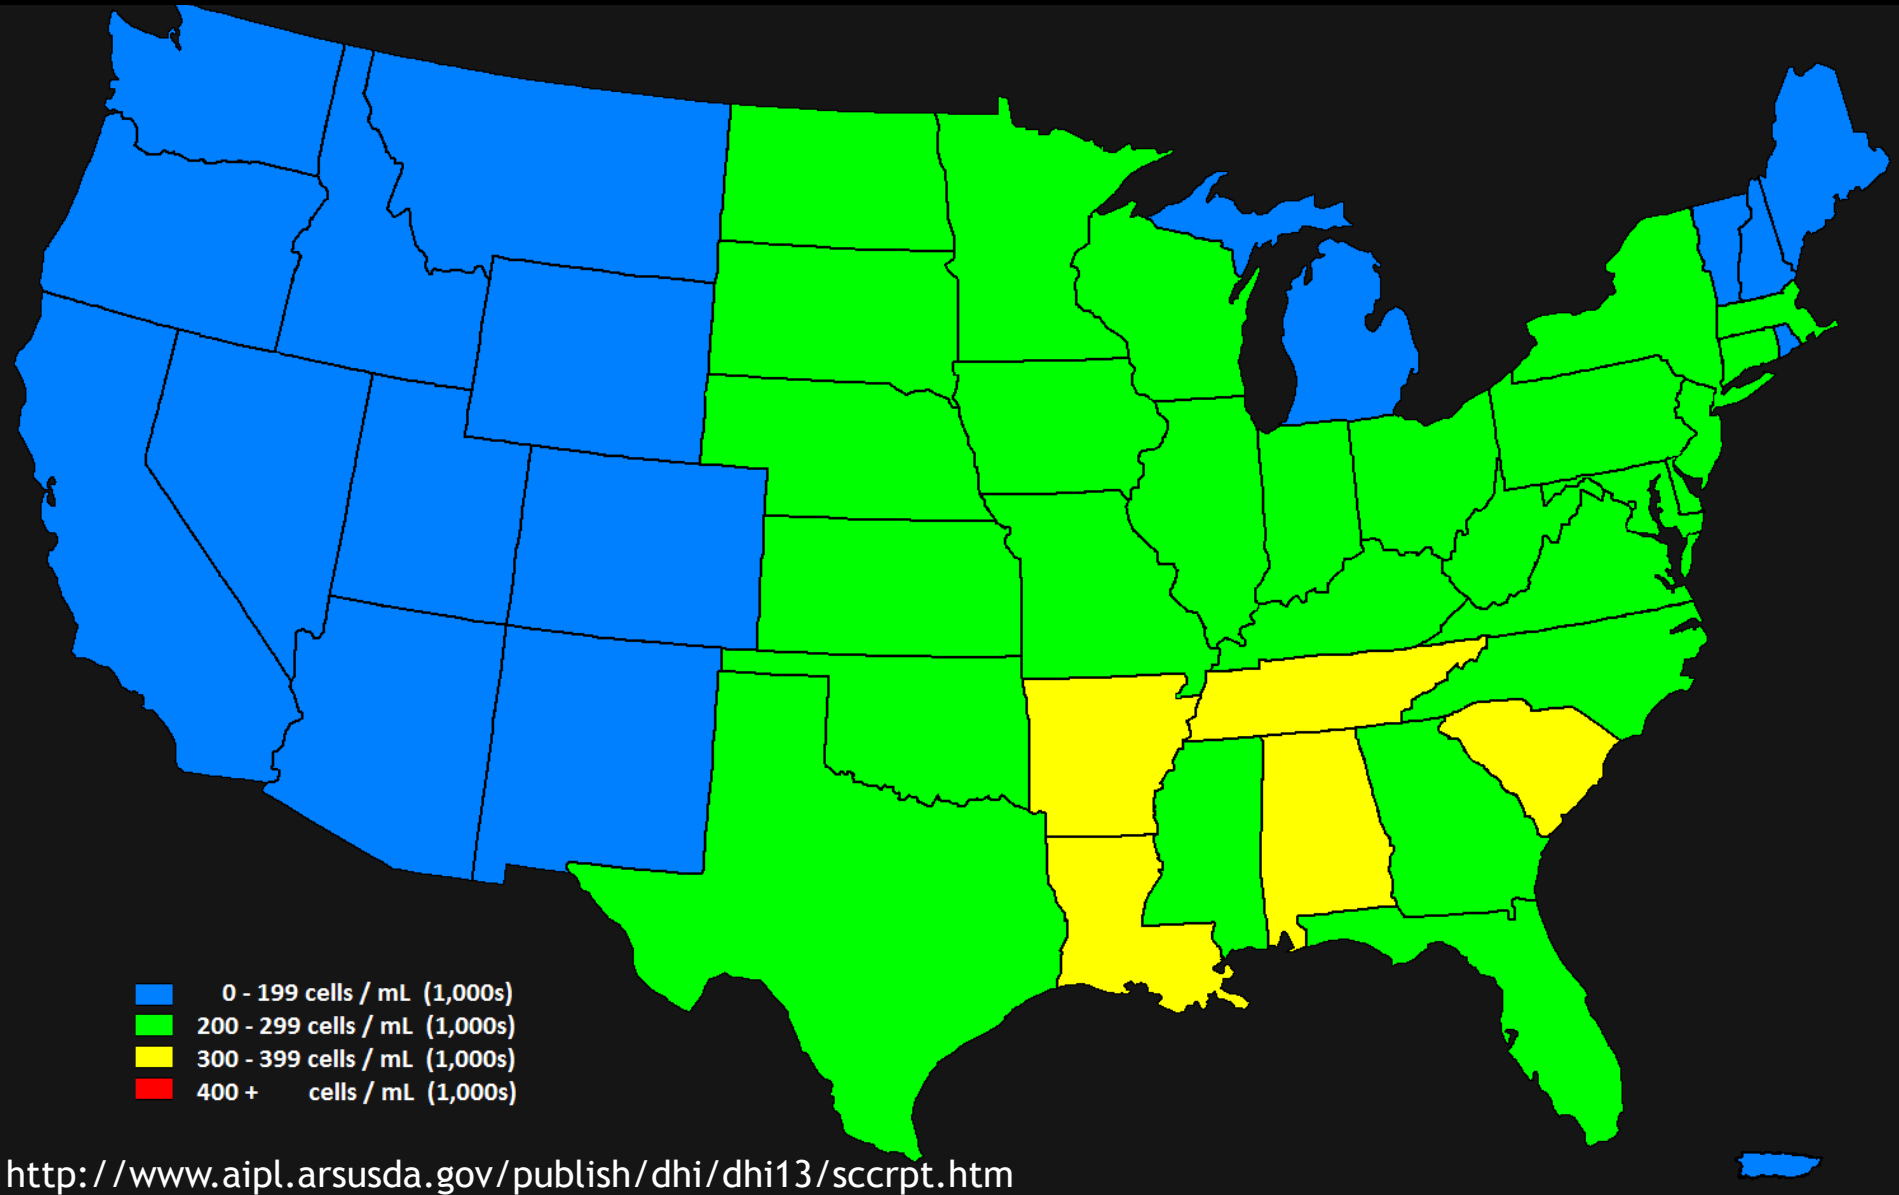 0 - 199 cells / mL (1,000s)
200 - 299 cells / mL (1,000s)
300 - 399 cells / mL (1,000s)
400 + cells / mL (1,000s)
http://www.aipl.arsusda.gov/publish/dhi/dhi13/sccrpt.htm